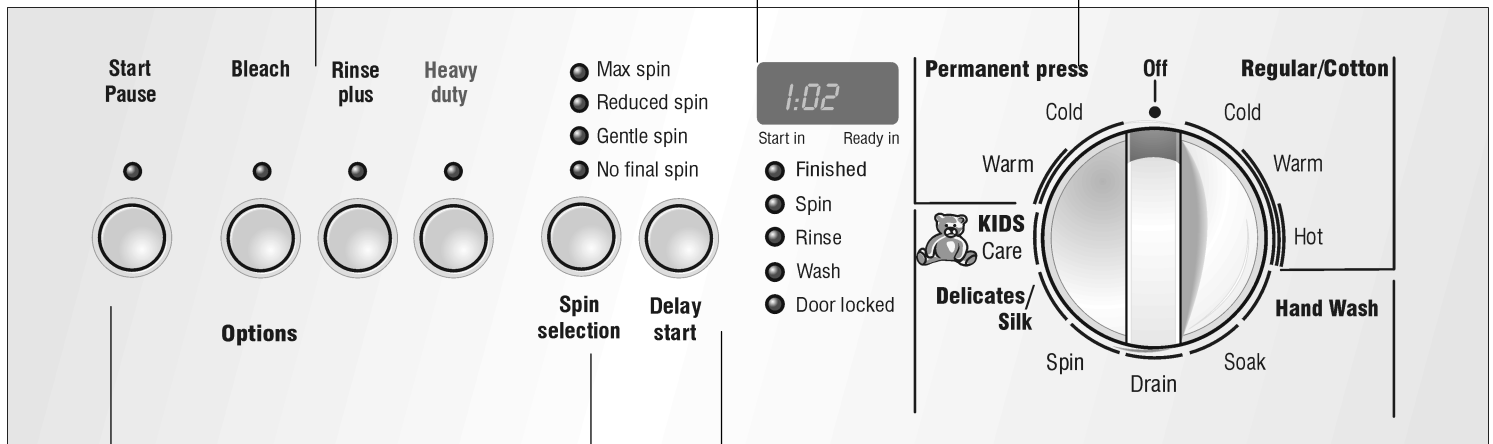 Start
Pause
Bleach
Rinse
plus
Heavy
duty
Options
Max spin
Reduced spin
Gentle spin
No final spin
Spin
selection
Delay
start
1:02
Start in Ready in
Finished
Spin
Rinse
Wash
Door locked
Permanent press
Off
Regular/Cotton
Cold
Cold
Warm
Warm
KIDS
Care
Hot
Delicates/
Silk
Hand Wash
Spin
Soak
Drain